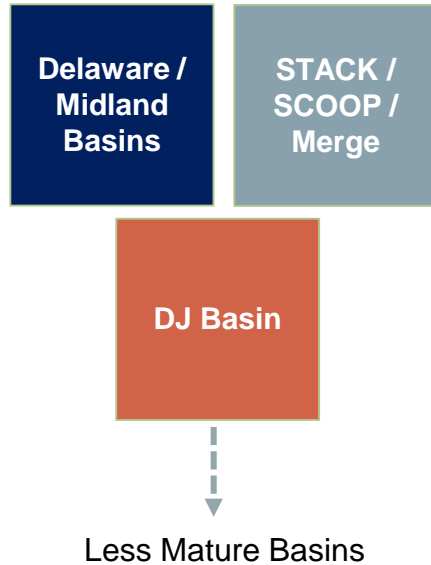 Delaware /
Midland
Basins
STACK /
SCOOP /
Merge
DJ Basin
Less Mature Basins